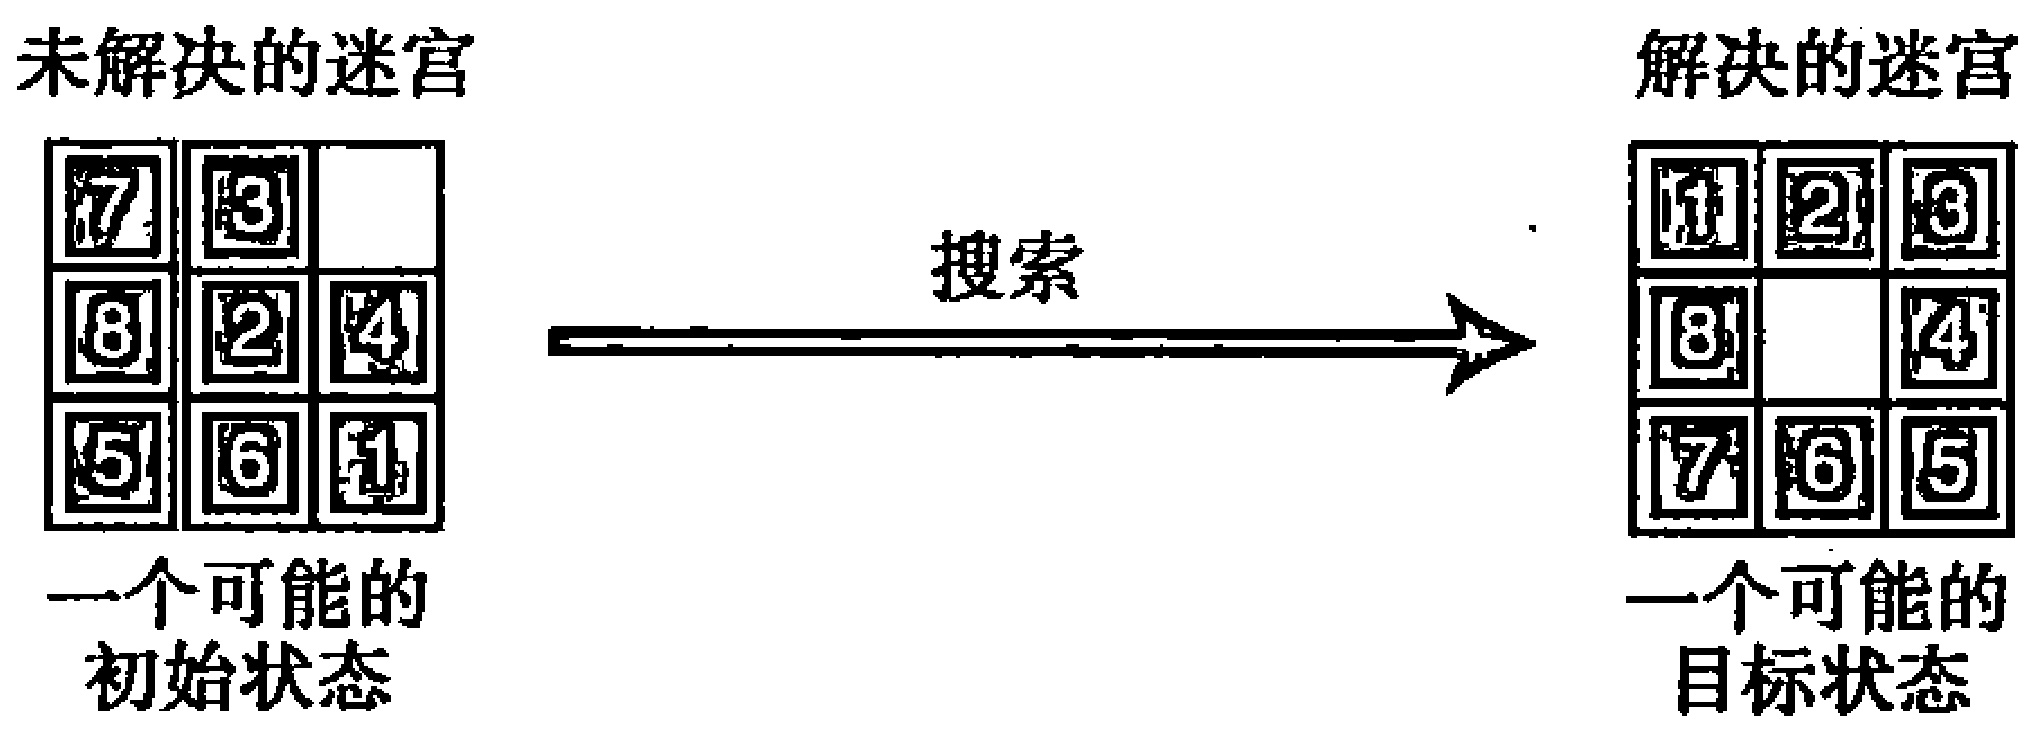 未解决的迷宫
7 3
8 2 4
5 6 1
一个可能的
初始状态
搜索
解决的迷宫
1 2 3
8 4
7 6 5
一个可能的
目标状态